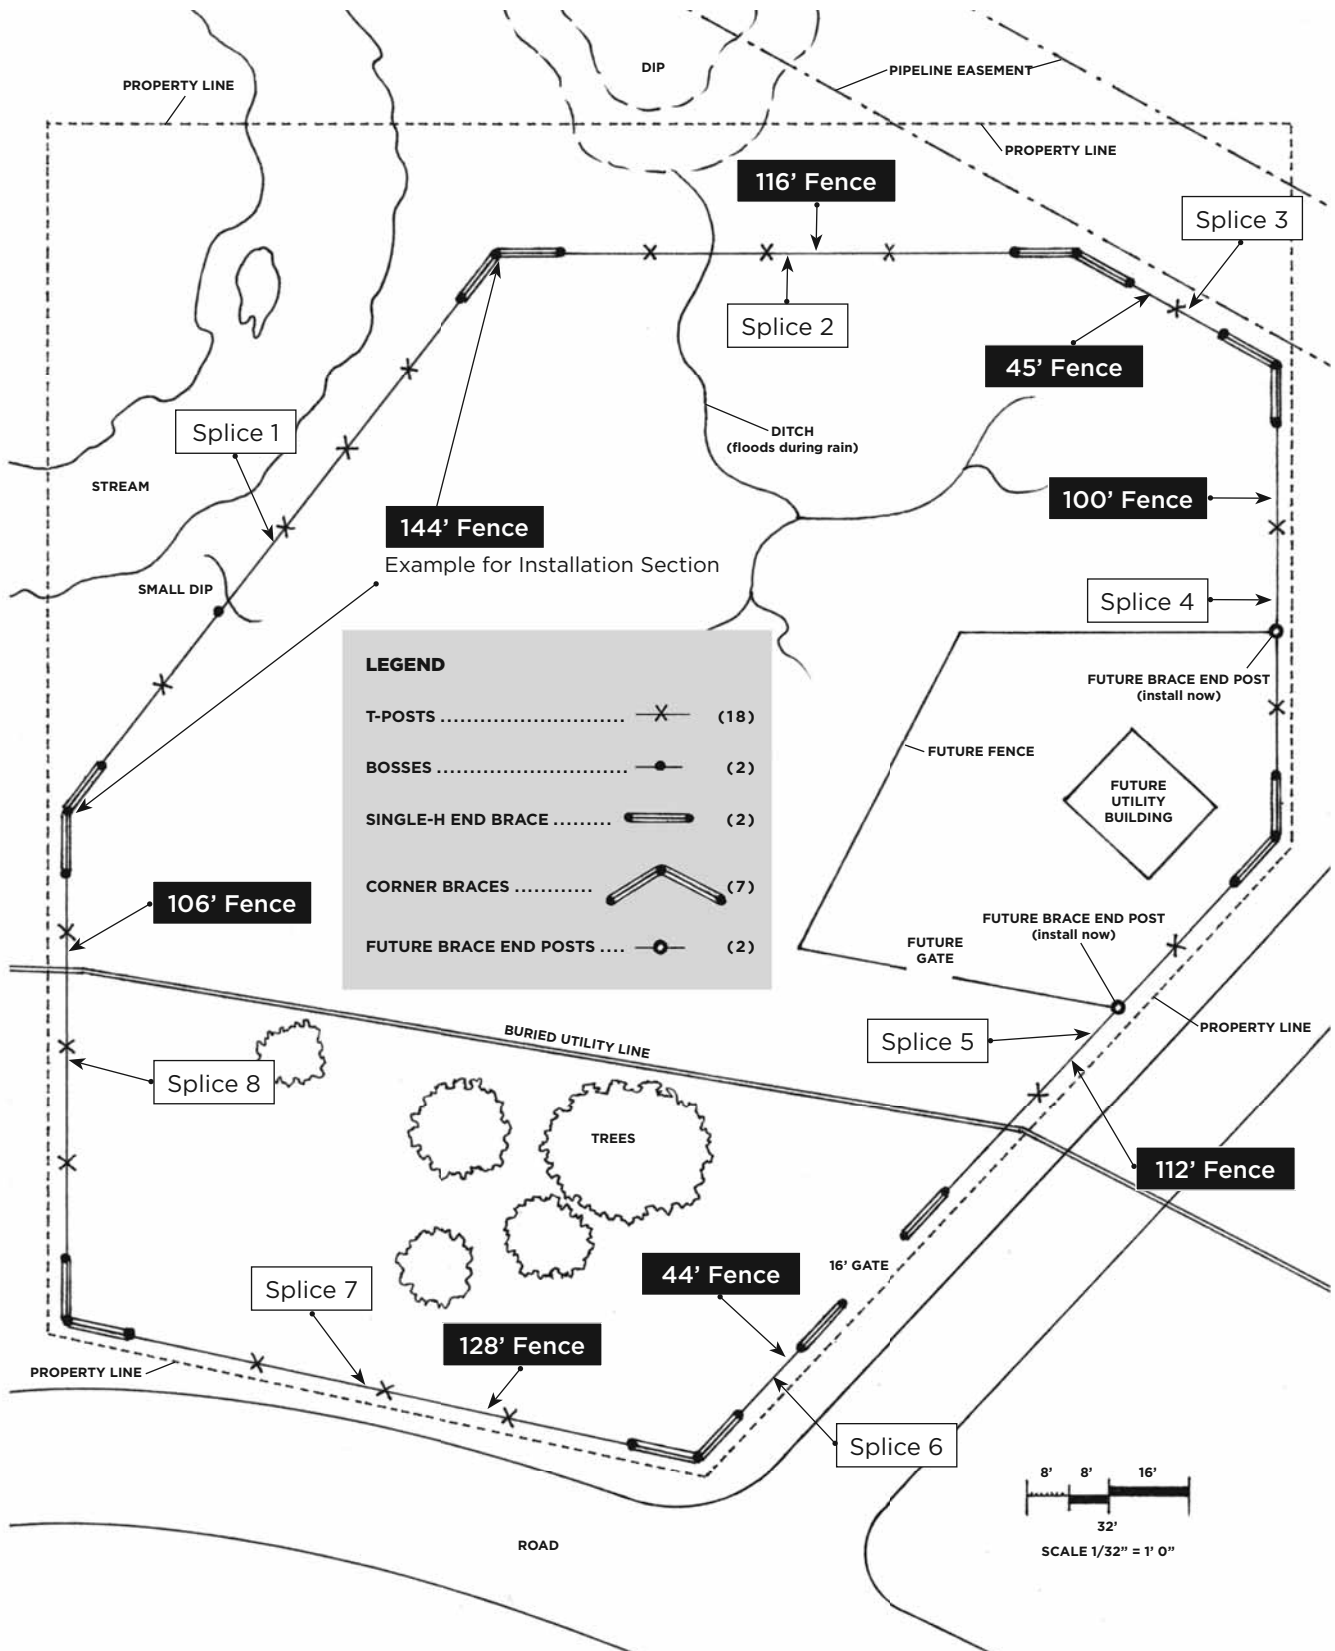 DIP
PIPELINE EASEMENT
PROPERTY LINE
PROPERTY LINE
116’ Fence
Splice 3
Splice 2
45’ Fence
Splice 1
DITCH
(floods during rain)
STREAM
100’ Fence
144’ Fence
Example for Installation Section
SMALL DIP
Splice 4
LEGEND
T-POSTS ............................ (18)
BOSSES ............................. (2)
SINGLE-H END BRACE ......... (2)
CORNER BRACES ............ (7)
FUTURE BRACE END POSTS .... (2)
FUTURE BRACE END POST
(install now)
FUTURE FENCE
FUTURE
UTILITY
BUILDING
106’ Fence
FUTURE BRACE END POST
(install now)
FUTURE
GATE
BURIED UTILITY LINE
Splice 5
PROPERTY LINE
Splice 8
TREES
112’ Fence
16’ GATE
44’ Fence
Splice 7
128’ Fence
PROPERTY LINE
Splice 6
8’ 8’ 16’
32’
SCALE 1/32” = 1’ 0”
ROAD